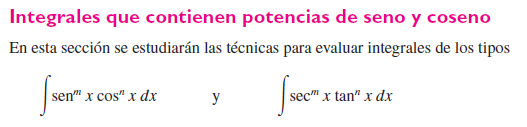 Integrales que contienen potencias de seno y coseno
En esta sección se estudiarán las técnicas para evaluar integrales de los tipos
∫ senᵐ x cosⁿ x dx y ∫ secᵐ x tanⁿ x dx